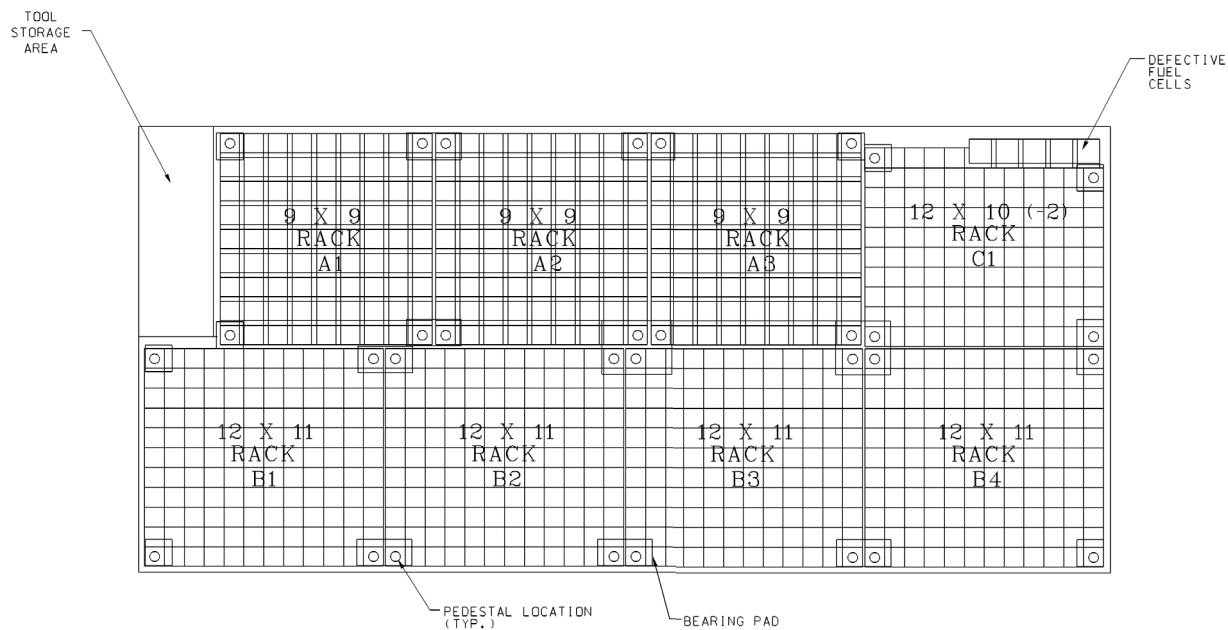 TOOL
STORAGE
AREA
DEFECTIVE
FUEL
CELLS
9 X 9
RACK
A1
9 X 9
RACK
A2
9 X 9
RACK
A3
12 X 10 (-2)
RACK
C1
12 X 11
RACK
B1
12 X 11
RACK
B2
12 X 11
RACK
B3
12 X 11
RACK
B4
PEDESTAL LOCATION
(TYP.)
BEARING PAD